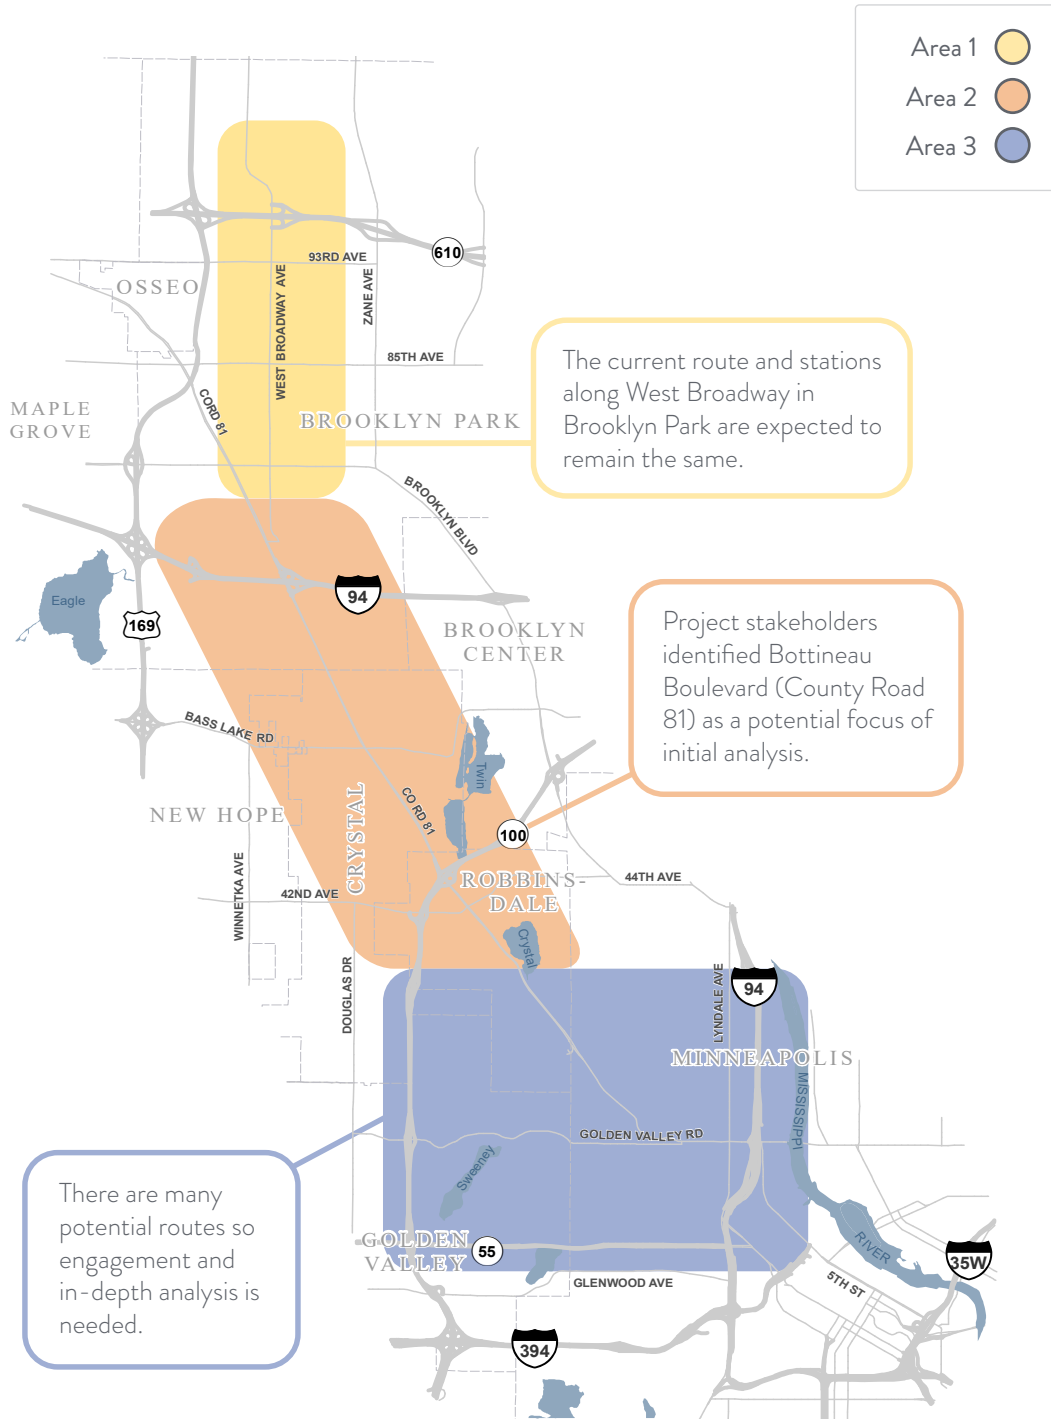 Area 1
Area 2
Area 3
610
93RD AVE
OSSEO
WEST BROADWAY AVE
ZANE AVE
85TH AVE
The current route and stations
along West Broadway in
Brooklyn Park are expected to
remain the same.
MAPLE
GROVE
CORD 81
BROOKLYN PARK
BROOKLYN BLVD
94
Eagle
169
BROOKLYN
CENTER
Project stakeholders
identified Bottineau
Boulevard (County Road
81) as a potential focus of
initial analysis.
BASS LAKE RD
Twin
NEW HOPE
CRYSTAL
CO RD 81
100
WINNETKA AVE
42ND AVE
ROBBINS-
DALE
44TH AVE
Crystal
DOUGLAS DR
LYNDALE AVE
94
MINNEAPOLIS
MISSISSIPPI
GOLDEN VALLEY RD
Sweeney
There are many
potential routes so
engagement and
in-depth analysis is
needed.
GOLDEN
VALLEY
55
GLENWOOD AVE
RIVER
35W
5TH ST
394